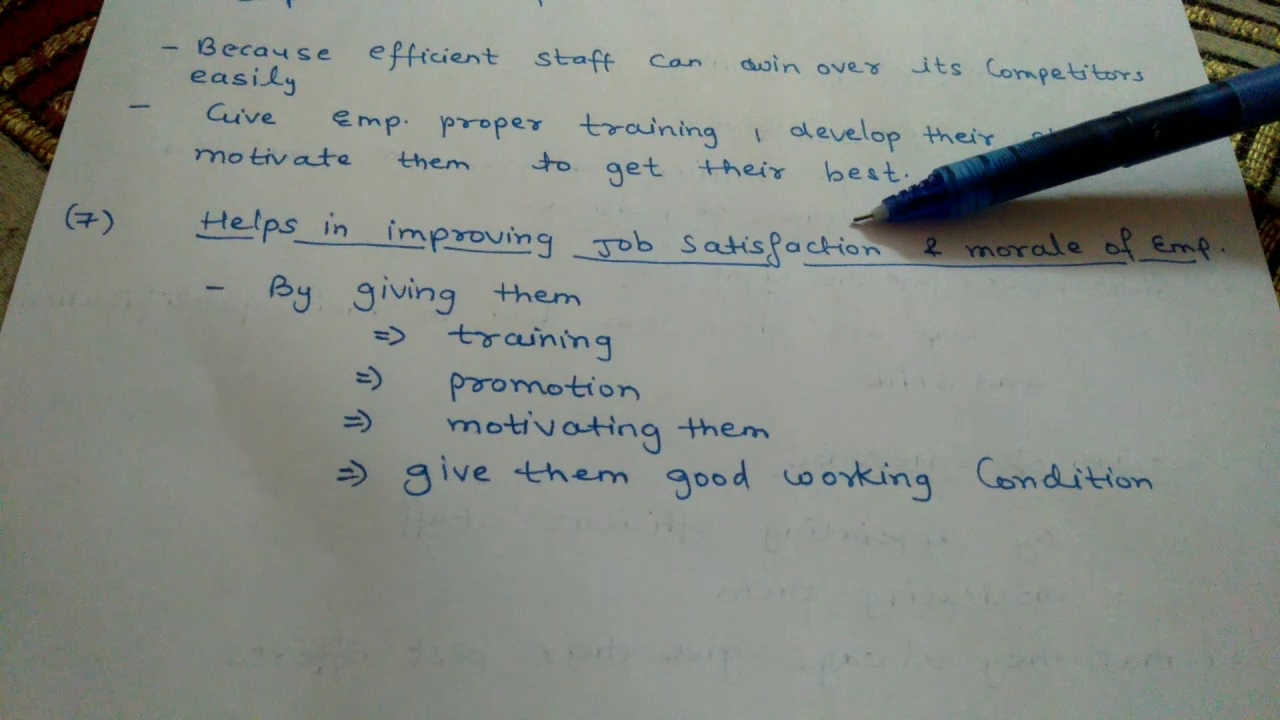 - Because efficient staff can win over its Competitors
easily
- Give emp. proper training, develop their
motivate them to get their best.
(7) Helps in improving Job Satisfaction & morale of Emp.
- By giving them
=> training
=> promotion
=> motivating them
=> give them good working Condition